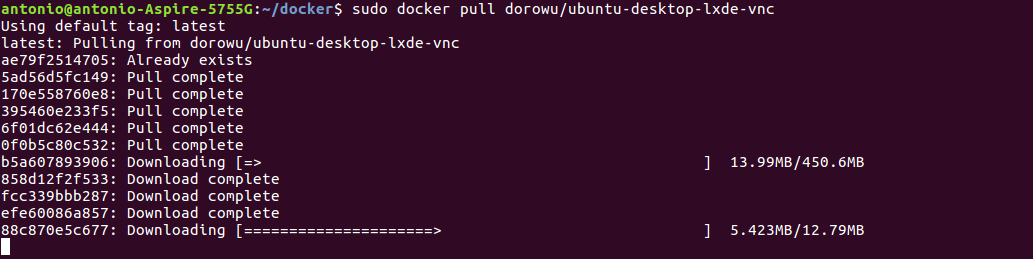 antonio@antonio-Aspire-5755G:~/docker$ sudo docker pull dorowu/ubuntu-desktop-lxde-vnc
Using default tag: latest
latest: Pulling from dorowu/ubuntu-desktop-lxde-vnc
ae79f2514705: Already exists
5ad56d5fc149: Pull complete
170e558760e8: Pull complete
395460e233f5: Pull complete
6f01dc62e444: Pull complete
0f0b5c80c532: Pull complete
b5a607893906: Downloading [=>                                                 ]  13.99MB/450.6MB
858d12f2f533: Download complete
fcc339bbb287: Download complete
efe60086a857: Download complete
88c870e5c677: Downloading [=====================>                             ]  5.423MB/12.79MB